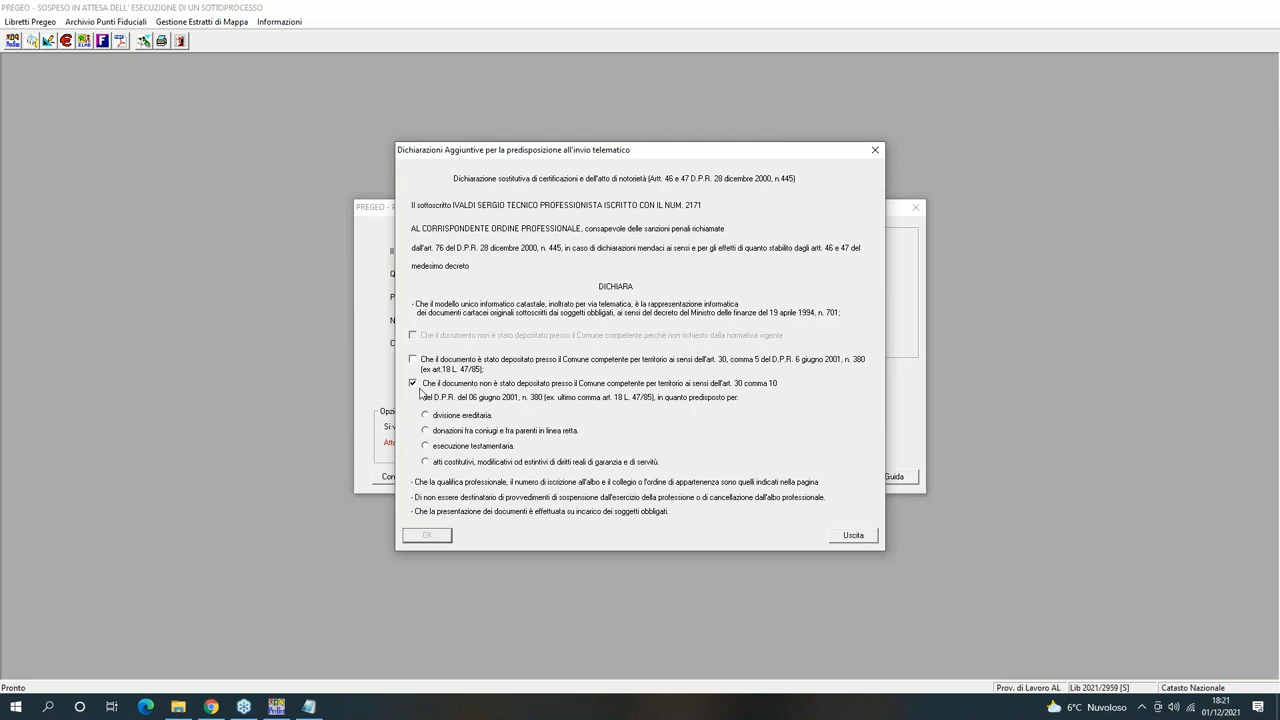 PREGEO - SOSPESO IN ATTESA DELL' ESECUZIONE DI UN SOTTOPROCESSO
Libretti Pregeo Archivio Punti Fiduciali Gestione Estratti di Mappa Informazioni
Dichiarazioni Aggiuntive per la predisposizione all'invio telematico
Dichiarazione sostitutiva di certificazioni e dell'atto di notorietà (Artt. 46 e 47 D.P.R. 28 dicembre 2000, n.445)
PREGEO -
Il sottoscritto IVALDI SERGIO TECNICO PROFESSIONISTA ISCRITTO CON IL NUM. 2171
AL CORRISPONDENTE ORDINE PROFESSIONALE, consapevole delle sanzioni penali richiamate
dall'art. 76 del D.P.R. 28 dicembre 2000, n. 445, in caso di dichiarazioni mendaci ai sensi e per gli effetti di quanto stabilito dagli artt. 46 e 47 del
medesimo decreto
DICHIARA
- Che il modello unico informatico catastale, inoltrato per via telematica, è la rappresentazione informatica
dei documenti cartacei originali sottoscritti dai soggetti obbligati, ai sensi del decreto del Ministro delle finanze del 19 aprile 1994, n. 701;
Che il documento non è stato depositato presso il Comune competente perchè non richiesto dalla normativa vigente
Che il documento è stato depositato presso il Comune competente per territorio ai sensi dell'art. 30, comma 5 del D.P.R. 6 giugno 2001, n. 380
(ex art.18 L. 47/85);
Che il documento non è stato depositato presso il Comune competente per territorio ai sensi dell'art. 30 comma 10
del D.P.R. del 06 giugno 2001, n. 380 (ex. ultimo comma art. 18 L. 47/85), in quanto predisposto per:
Opzi
divisione ereditaria.
Si v
donazioni fra coniugi e fra parenti in linea retta.
Atto
esecuzione testamentaria.
atti costitutivi, modificativi od estintivi di diritti reali di garanzia e di servitù.
Con
Guida
- Che la qualifica professionale, il numero di iscrizione all'albo e il collegio o l'ordine di appartenenza sono quelli indicati nella pagina
- Di non essere destinatario di provvedimenti di sospensione dall'esercizio della professione o di cancellazione dall'albo professionale.
- Che la presentazione dei documenti è effettuata su incarico dei soggetti obbligati.
OK Uscita
Pronto Prov. di Lavoro AL Lib 2021/2959 [S] Catasto Nazionale
6°C Nuvoloso 18:21
01/12/2021